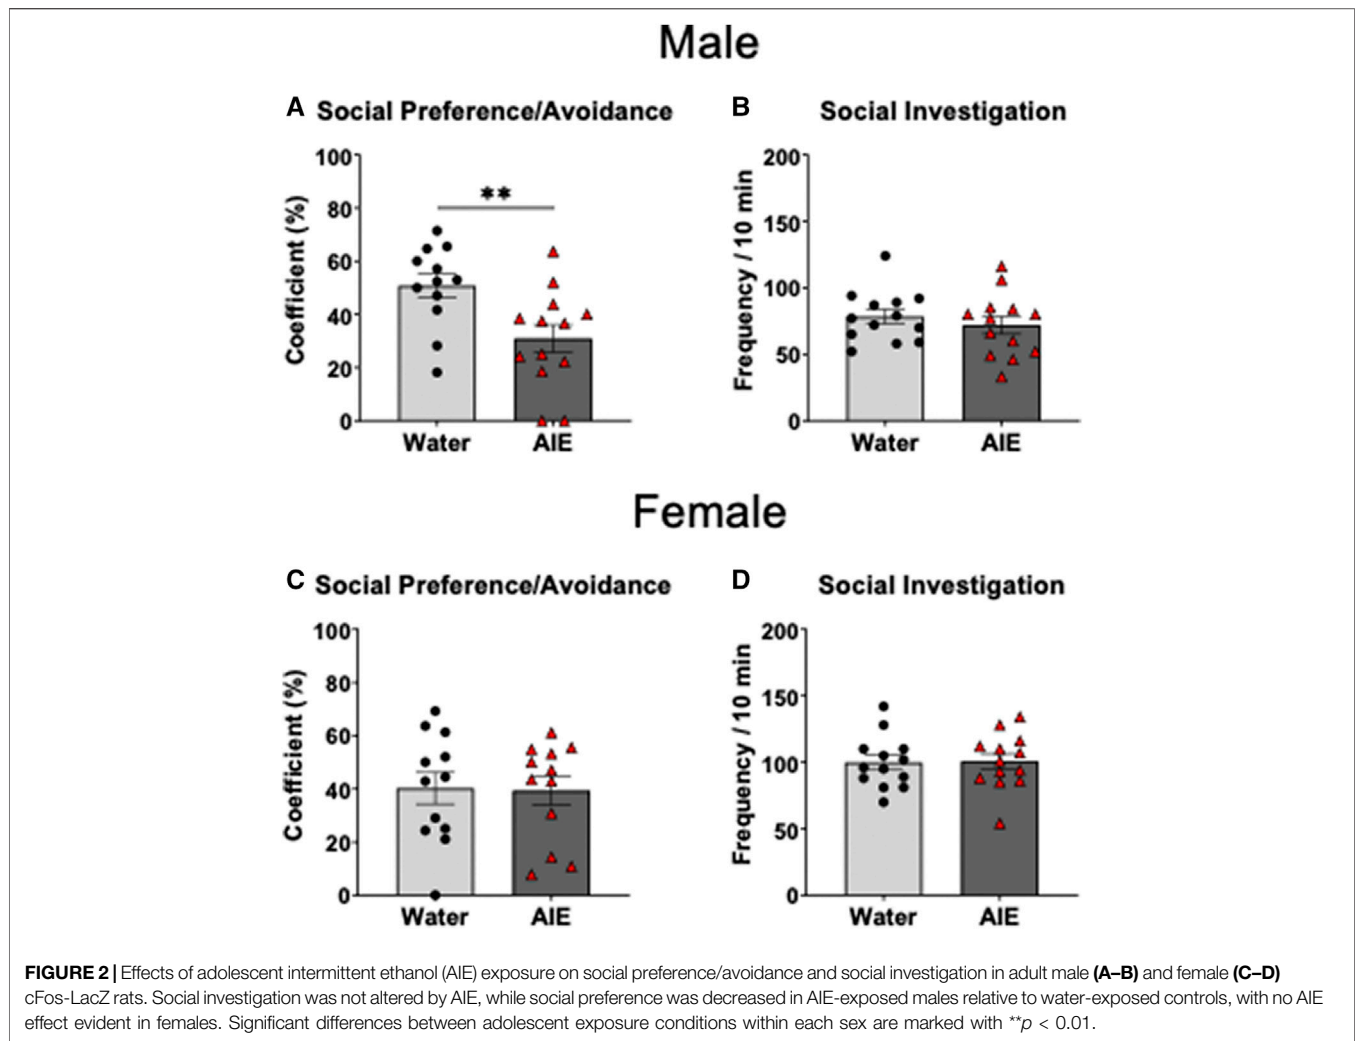 Male
A Social Preference/Avoidance
B Social Investigation
Coefficient (%)
100
80
60
40
20
0
**
Water AIE
Frequency / 10 min
200
150
100
50
0
Water AIE
Female
C Social Preference/Avoidance
D Social Investigation
Coefficient (%)
100
80
60
40
20
0
Water AIE
Frequency / 10 min
200
150
100
50
0
Water AIE
FIGURE 2 | Effects of adolescent intermittent ethanol (AIE) exposure on social preference/avoidance and social investigation in adult male (A–B) and female (C–D)
cFos-LacZ rats. Social investigation was not altered by AIE, while social preference was decreased in AIE-exposed males relative to water-exposed controls, with no AIE
effect evident in females. Significant differences between adolescent exposure conditions within each sex are marked with **p < 0.01.